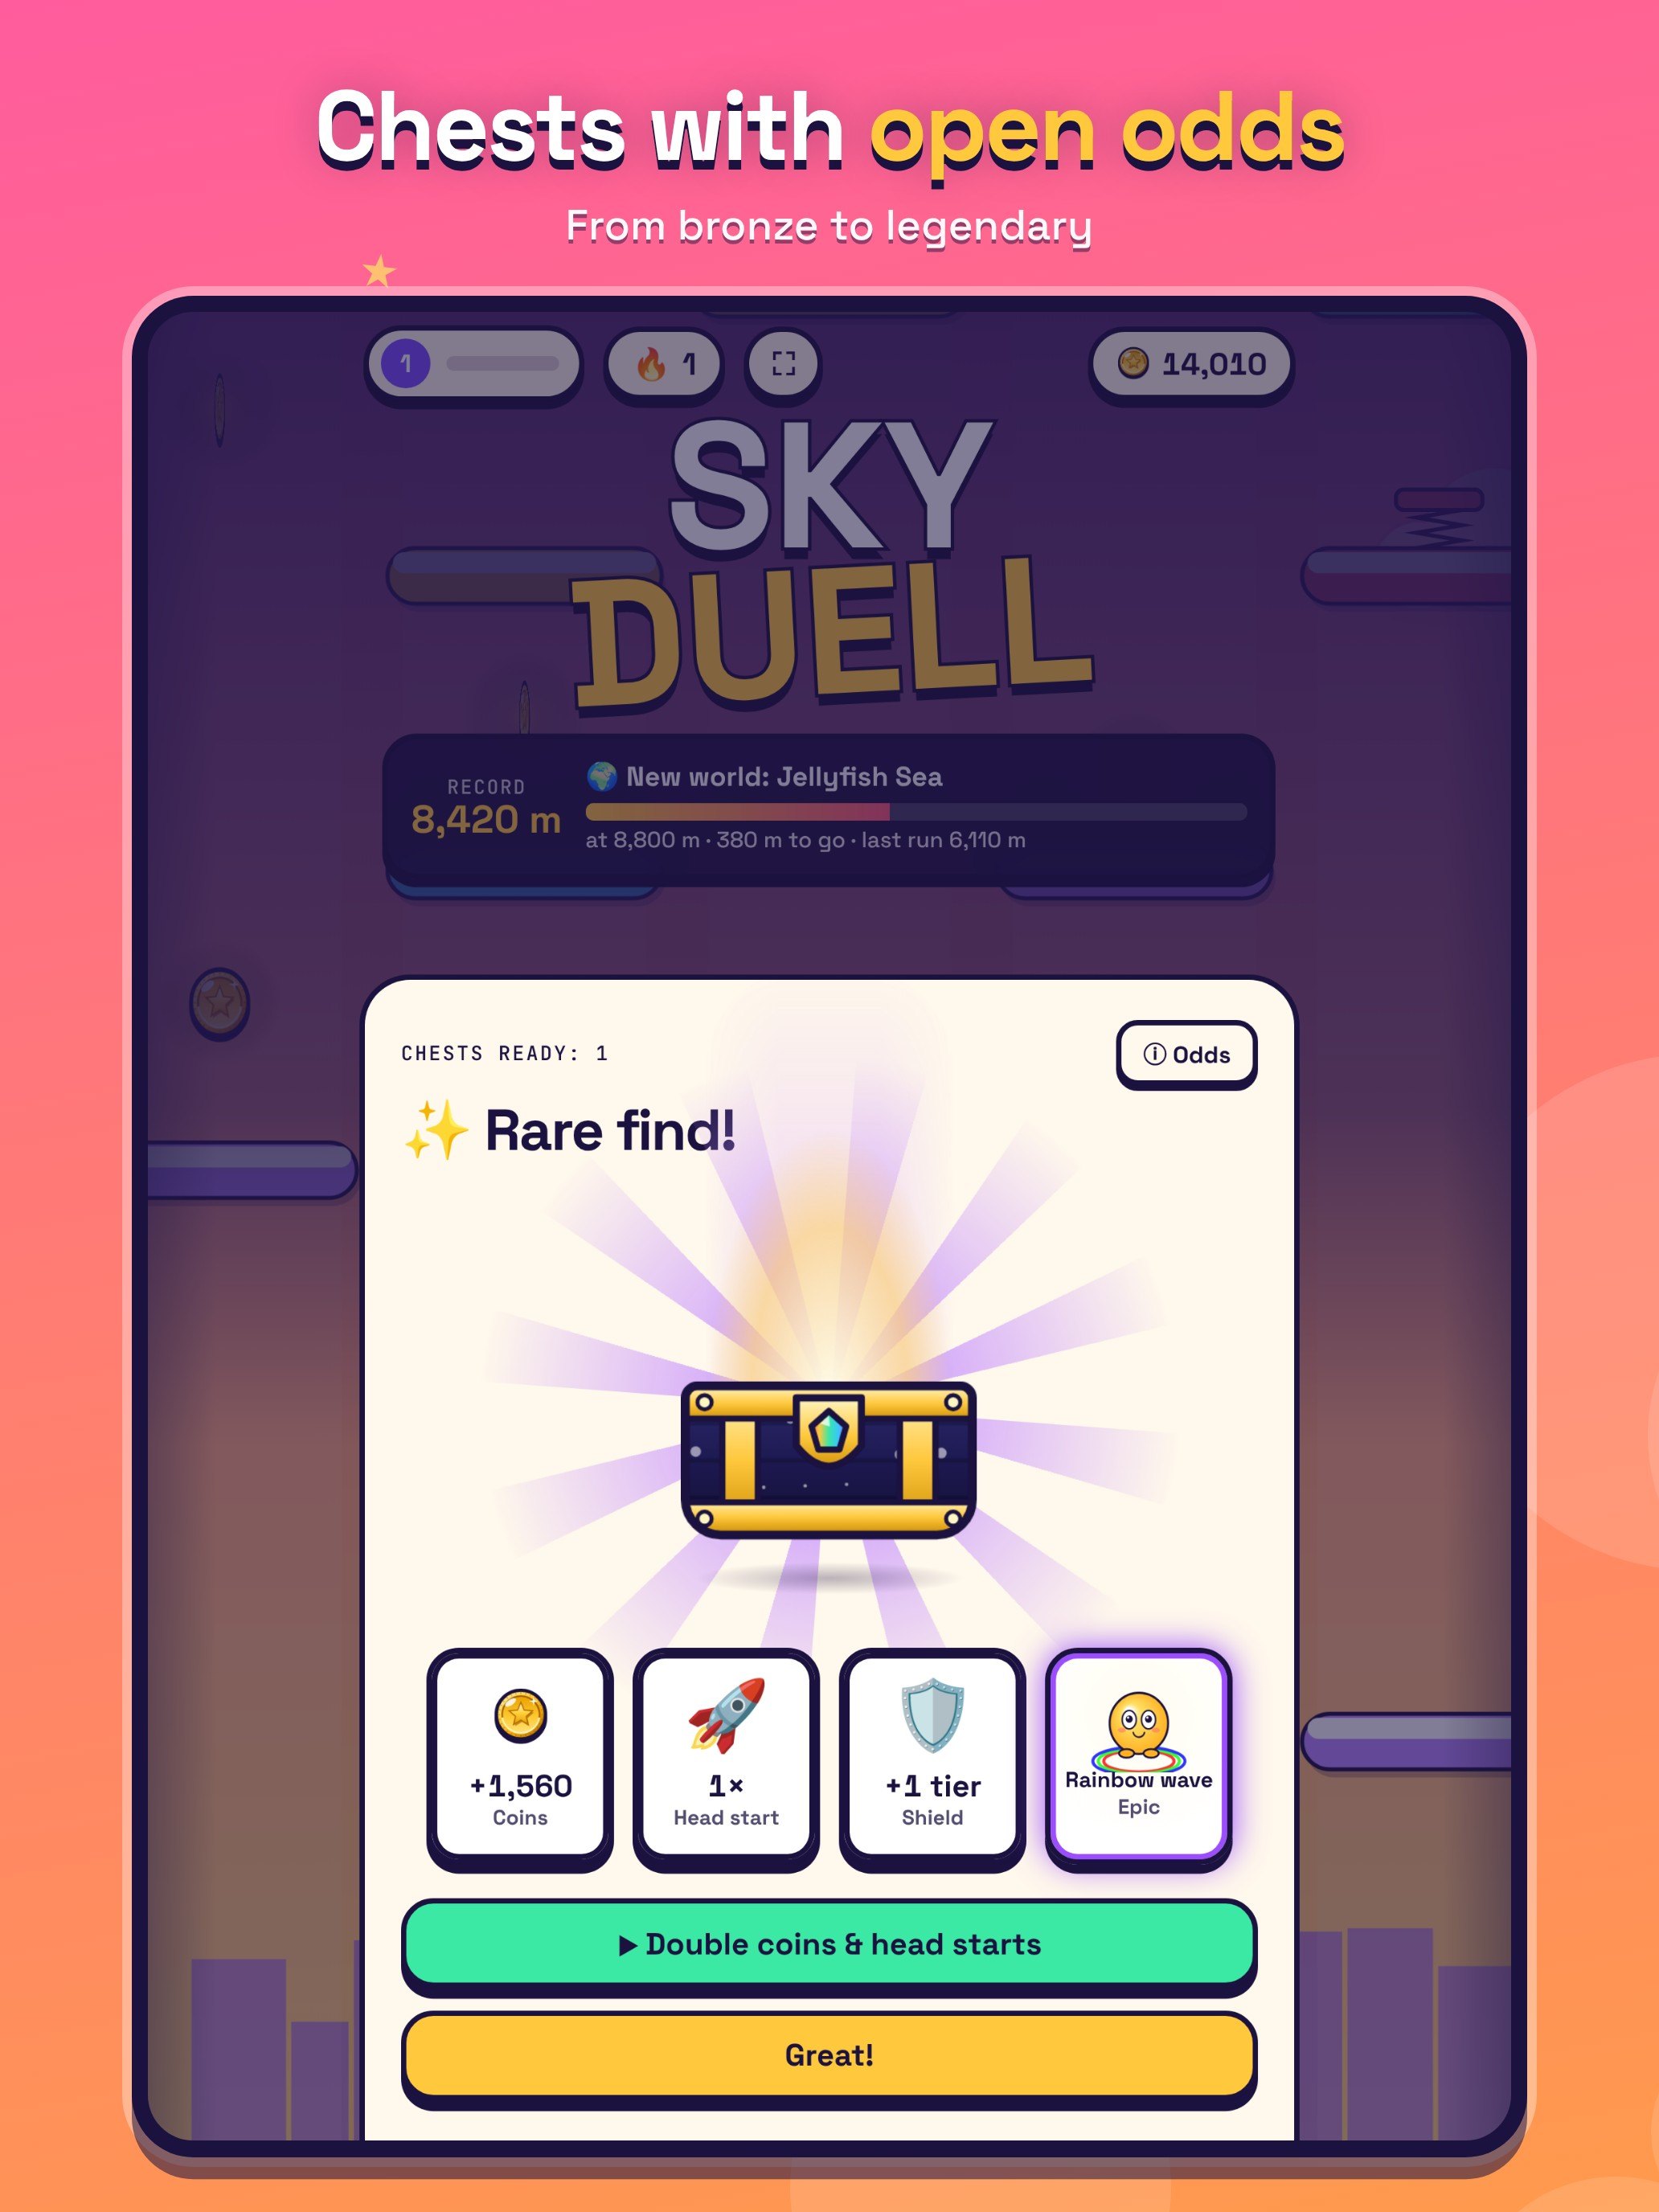 Chests with open odds
From bronze to legendary
1
🔥 1
14,010
SKY
DUELL
RECORD
8,420 m
🌍 New world: Jellyfish Sea
at 8,800 m · 380 m to go · last run 6,110 m
CHESTS READY: 1
ⓘ Odds
✨ Rare find!
+1,560
Coins
1×
Head start
+1 tier
Shield
Rainbow wave
Epic
▶ Double coins & head starts
Great!